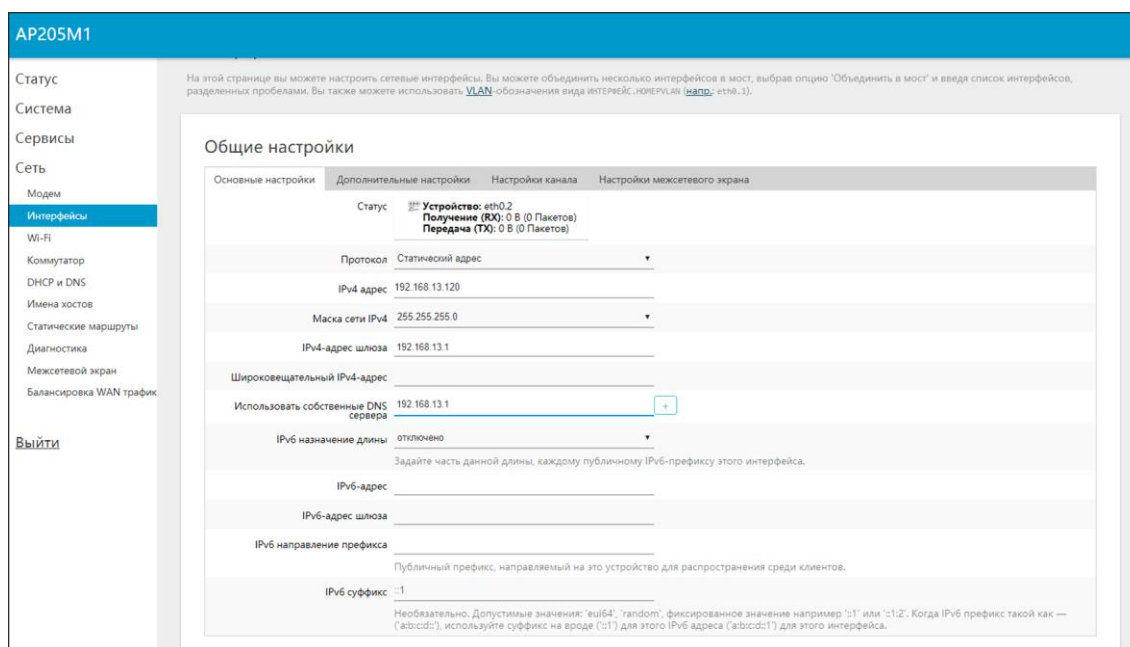 AP205M1
Статус
Система
Сервисы
Сеть
Модем
Интерфейсы
Wi-Fi
Коммутатор
DHCP и DNS
Имена хостов
Статические маршруты
Диагностика
Межсетевой экран
Балансировка WAN трафик
Выйти
На этой странице вы можете настроить сетевые интерфейсы. Вы можете объединить несколько интерфейсов в мост, выбрав опцию 'Объединить в мост' и введя список интерфейсов,
разделенных пробелами. Вы также можете использовать VLAN-обозначения вида ИНТЕРФЕЙС.НОМЕРVLAN (напр.: eth0.1).
Общие настройки
Основные настройки Дополнительные настройки Настройки канала Настройки межсетевого экрана
Статус Устройство: eth0.2
Получение (RX): 0 B (0 Пакетов)
Передача (TX): 0 B (0 Пакетов)
Протокол Статический адрес
IPv4 адрес 192.168.13.120
Маска сети IPv4 255.255.255.0
IPv4-адрес шлюза 192.168.13.1
Широковещательный IPv4-адрес
Использовать собственные DNS 192.168.13.1 +
сервера
IPv6 назначение длины отключено
Задайте часть данной длины, каждому публичному IPv6-префиксу этого интерфейса.
IPv6-адрес
IPv6-адрес шлюза
IPv6 направление префикса
Публичный префикс, направляемый на это устройство для распространения среди клиентов.
IPv6 суффикс ::1
Необязательно. Допустимые значения: 'eui64', 'random', фиксированное значение например '::1' или '::1:2'. Когда IPv6 префикс такой как —
('a:b:c:d::'), используйте суффикс на вроде ('::1') для этого IPv6 адреса ('a:b:c:d::1') для этого интерфейса.